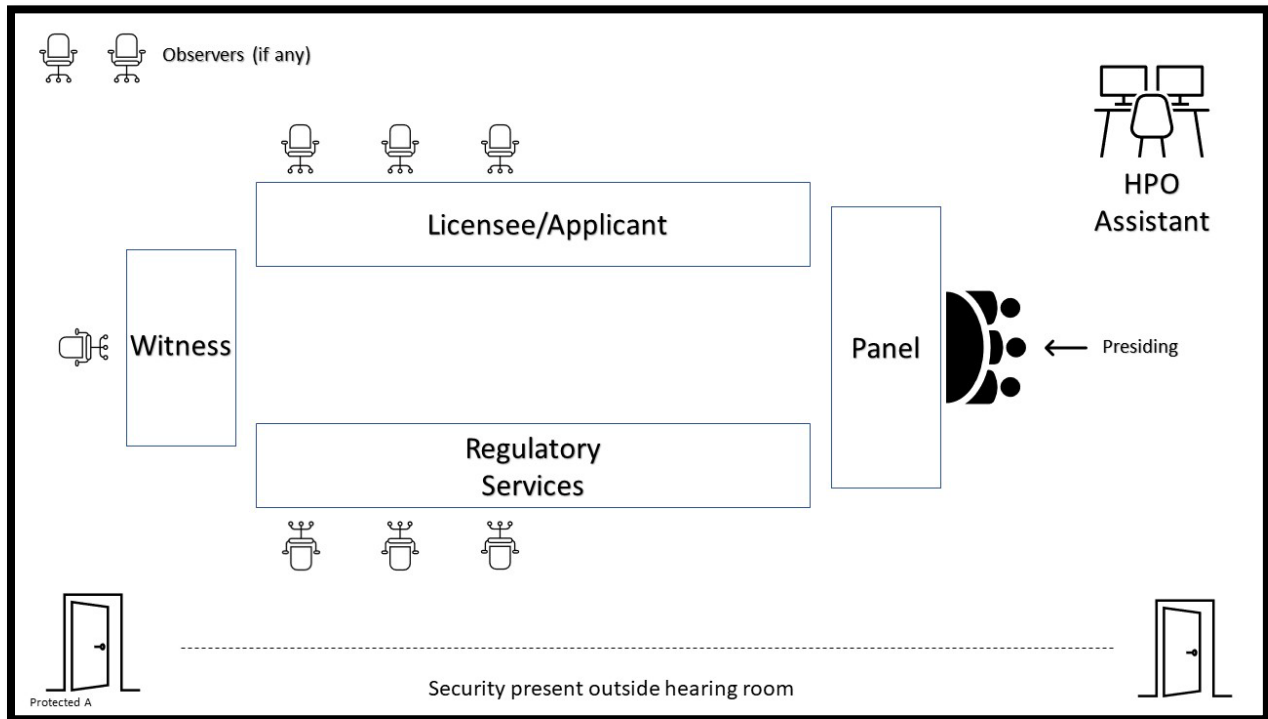 Observers (if any)
HPO
Assistant
Licensee/Applicant
Witness
Panel
Presiding
Regulatory
Services
Security present outside hearing room
Protected A